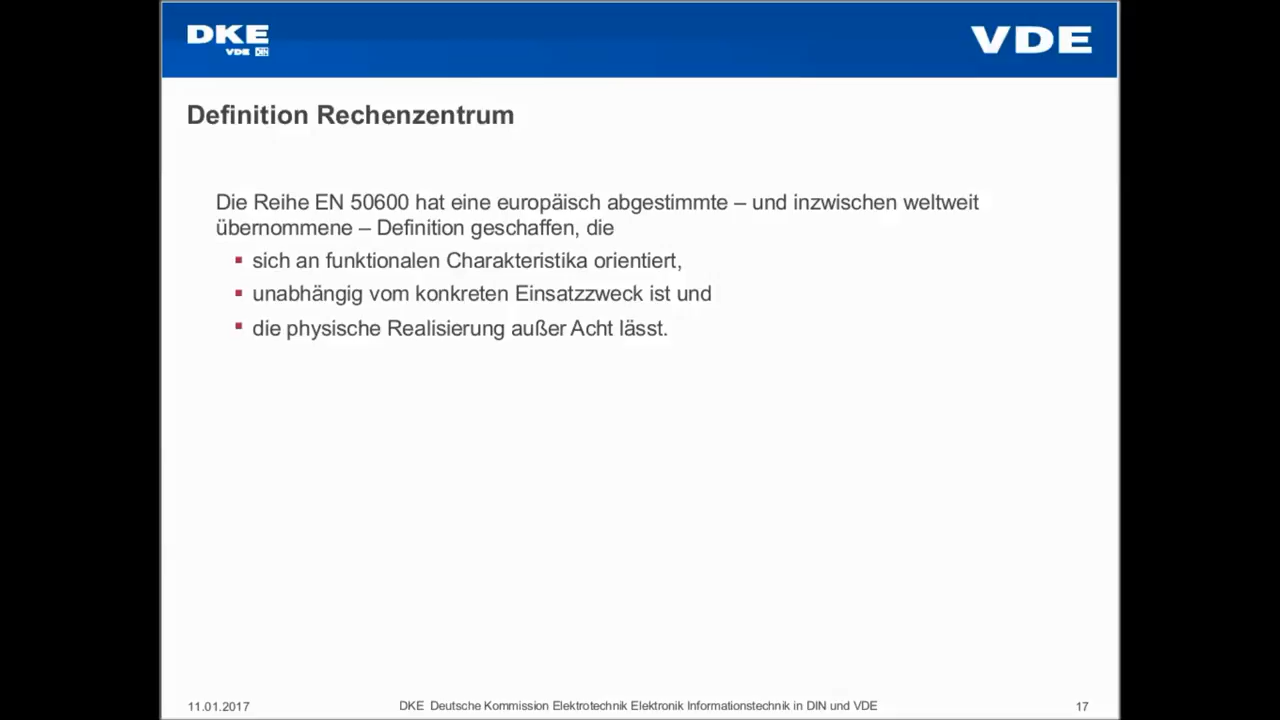 DKE
VDE DIN
VDE
Definition Rechenzentrum
Die Reihe EN 50600 hat eine europäisch abgestimmte – und inzwischen weltweit
übernommene – Definition geschaffen, die
▪ sich an funktionalen Charakteristika orientiert,
▪ unabhängig vom konkreten Einsatzzweck ist und
▪ die physische Realisierung außer Acht lässt.
11.01.2017
DKE Deutsche Kommission Elektrotechnik Elektronik Informationstechnik in DIN und VDE
17